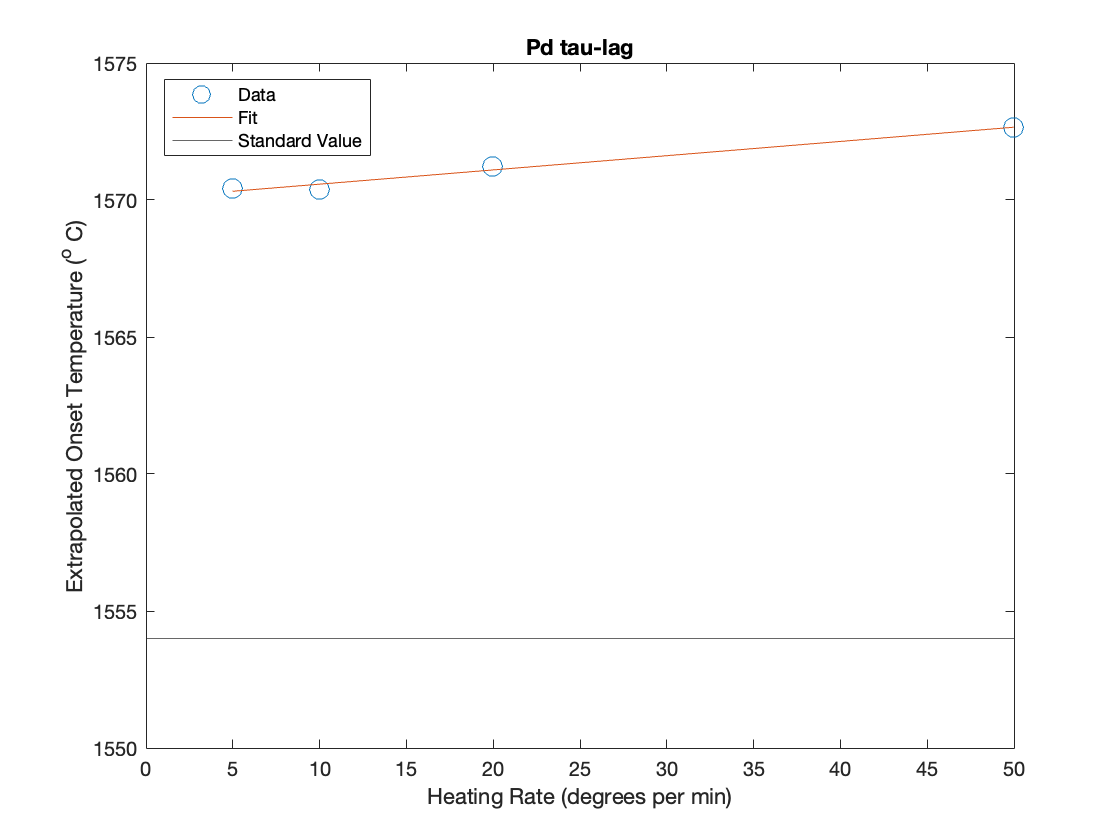 Pd tau-lag
Data
Fit
Standard Value
Extrapolated Onset Temperature (o C)
1575
1570
1565
1560
1555
1550
0 5 10 15 20 25 30 35 40 45 50
Heating Rate (degrees per min)